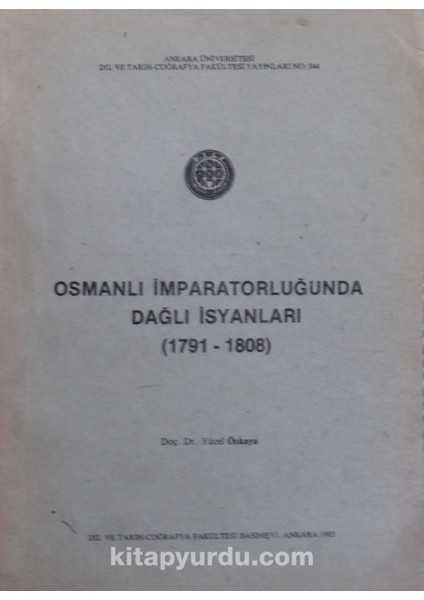 ANKARA ÜNİVERSİTESİ
DİL VE TARİH-COĞRAFYA FAKÜLTESİ YAYINLARI NO: 344
OSMANLI İMPARATORLUĞUNDA
DAĞLI İSYANLARI
(1791 - 1808)
Doç. Dr. Yücel Özkaya
DİL VE TARİH-COĞRAFYA FAKÜLTESİ BASIMEVİ. ANKARA 1983
kitapyurdu.com